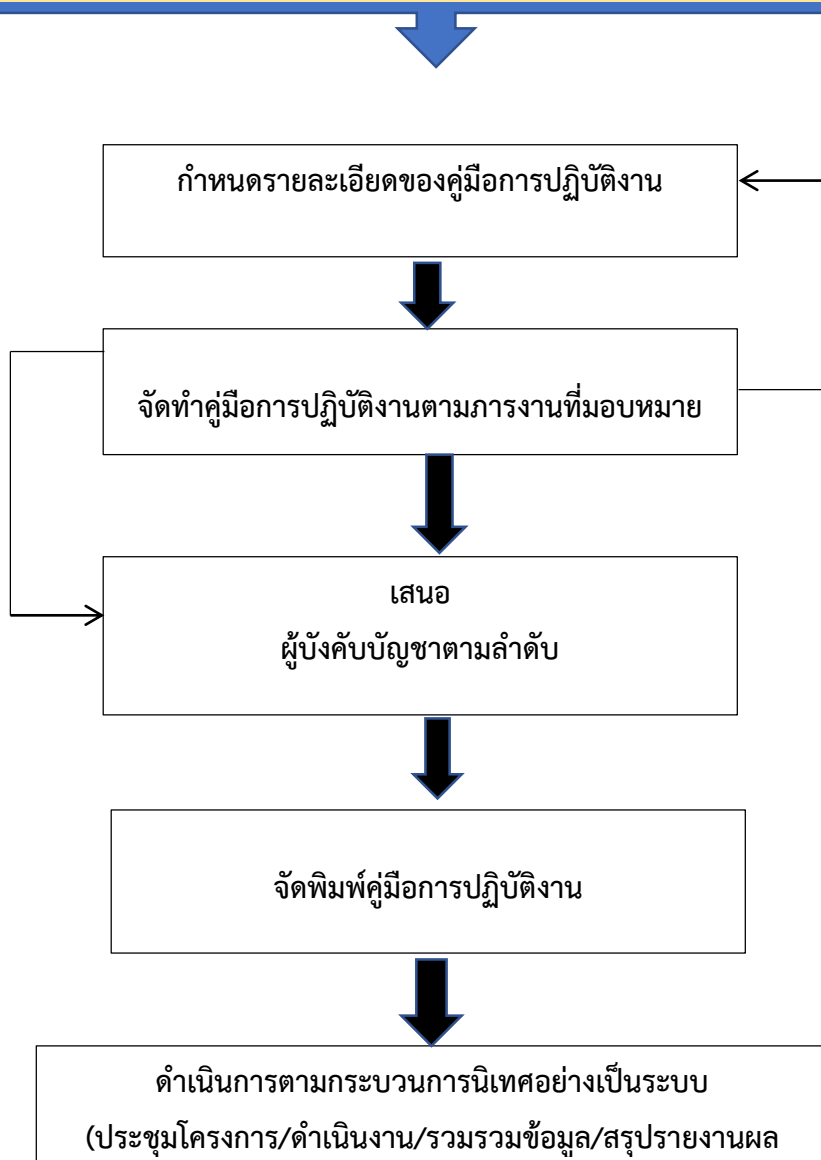 กำหนดรายละเอียดของคู่มือการปฏิบัติงาน
จัดทำคู่มือการปฏิบัติงานตามภารงานที่มอบหมาย
เสนอ
ผู้บังคับบัญชาตามลำดับ
จัดพิมพ์คู่มือการปฏิบัติงาน
ดำเนินการตามกระบวนการนิเทศอย่างเป็นระบบ
(ประชุมโครงการ/ดำเนินงาน/รวมรวมข้อมูล/สรุปรายงานผล